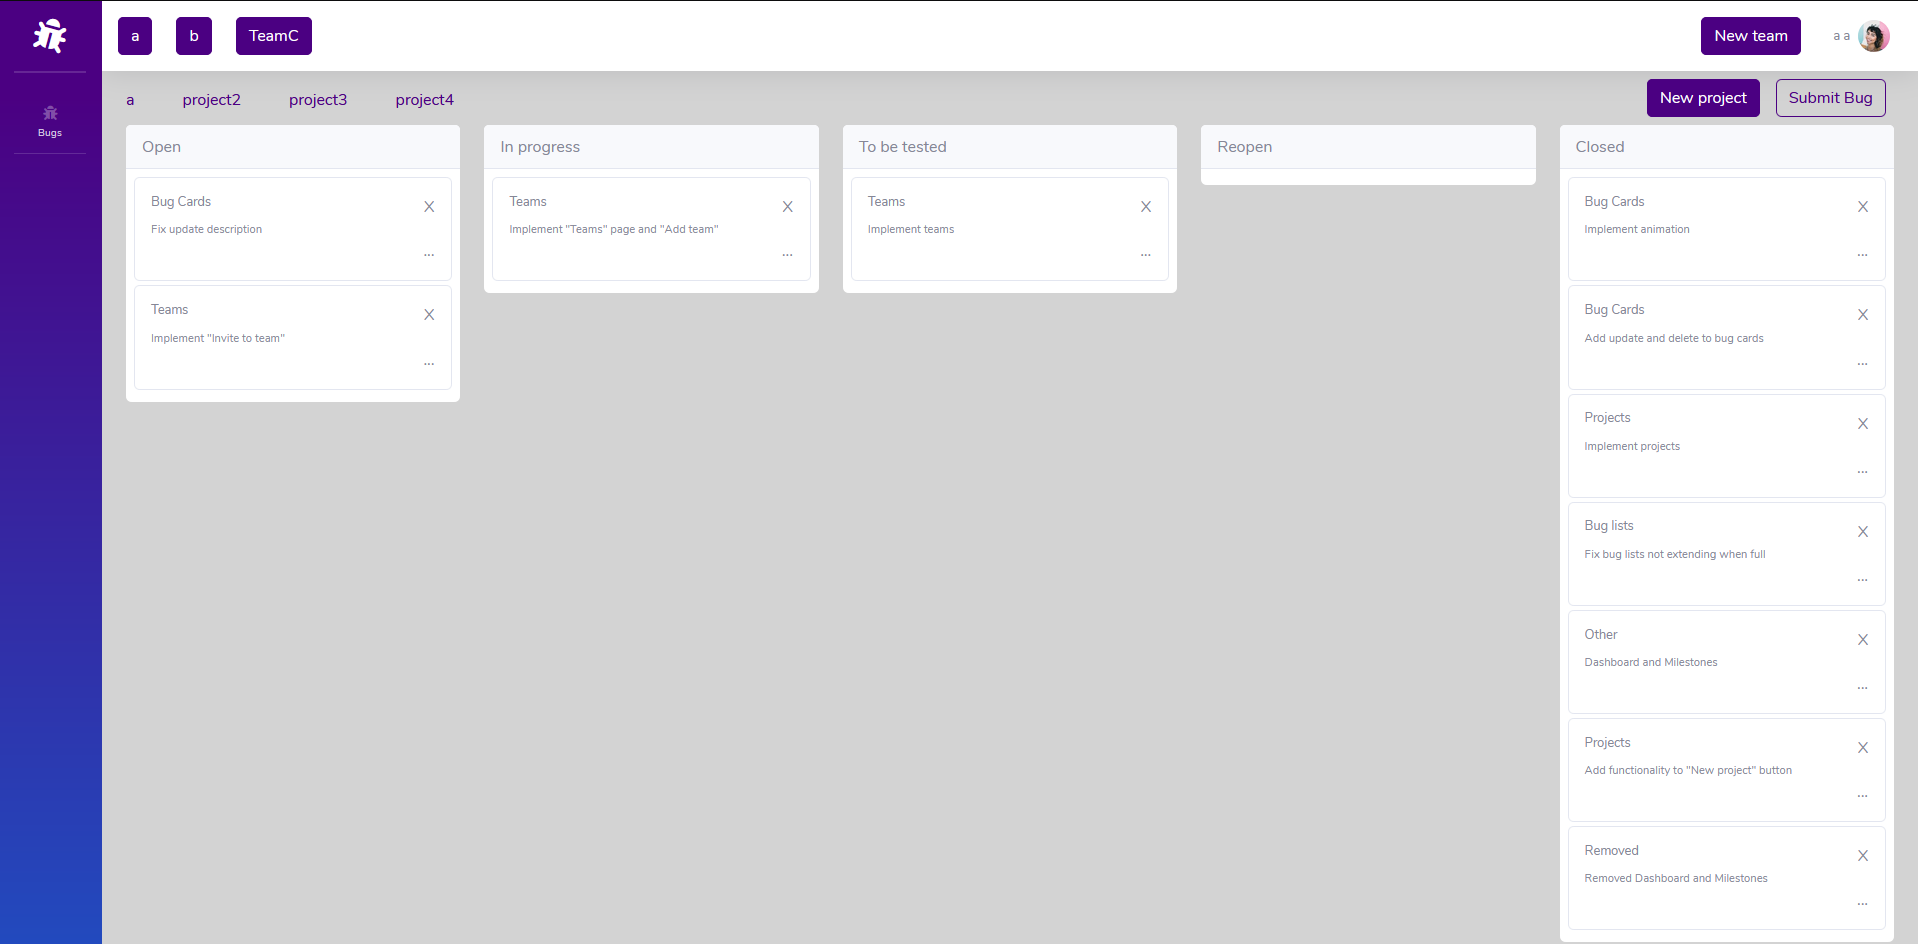 a b TeamC New team a a
Bugs
a project2 project3 project4 New project Submit Bug
Open
Bug Cards X
Fix update description
...
Teams X
Implement "Invite to team"
...
In progress
Teams X
Implement "Teams" page and "Add team"
...
To be tested
Teams X
Implement teams
...
Reopen
Closed
Bug Cards X
Implement animation
...
Bug Cards X
Add update and delete to bug cards
...
Projects X
Implement projects
...
Bug lists X
Fix bug lists not extending when full
...
Other X
Dashboard and Milestones
...
Projects X
Add functionality to "New project" button
...
Removed X
Removed Dashboard and Milestones
...